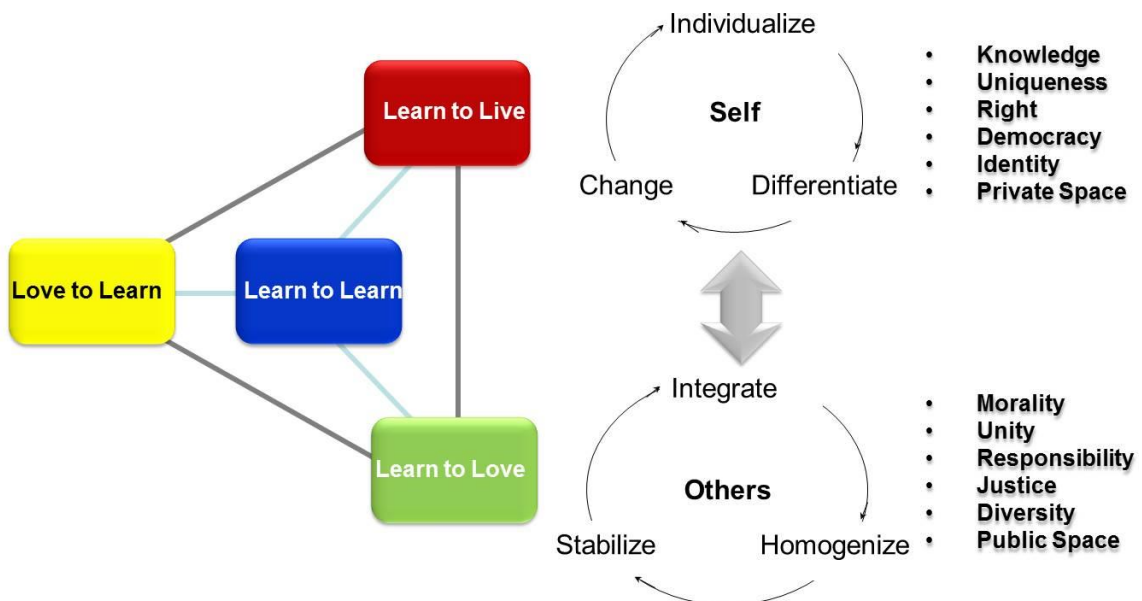 Learn to Live
Love to Learn
Learn to Learn
Learn to Love
Individualize
Self
Change
Differentiate
• Knowledge
• Uniqueness
• Right
• Democracy
• Identity
• Private Space
Integrate
Others
Stabilize
Homogenize
• Morality
• Unity
• Responsibility
• Justice
• Diversity
• Public Space